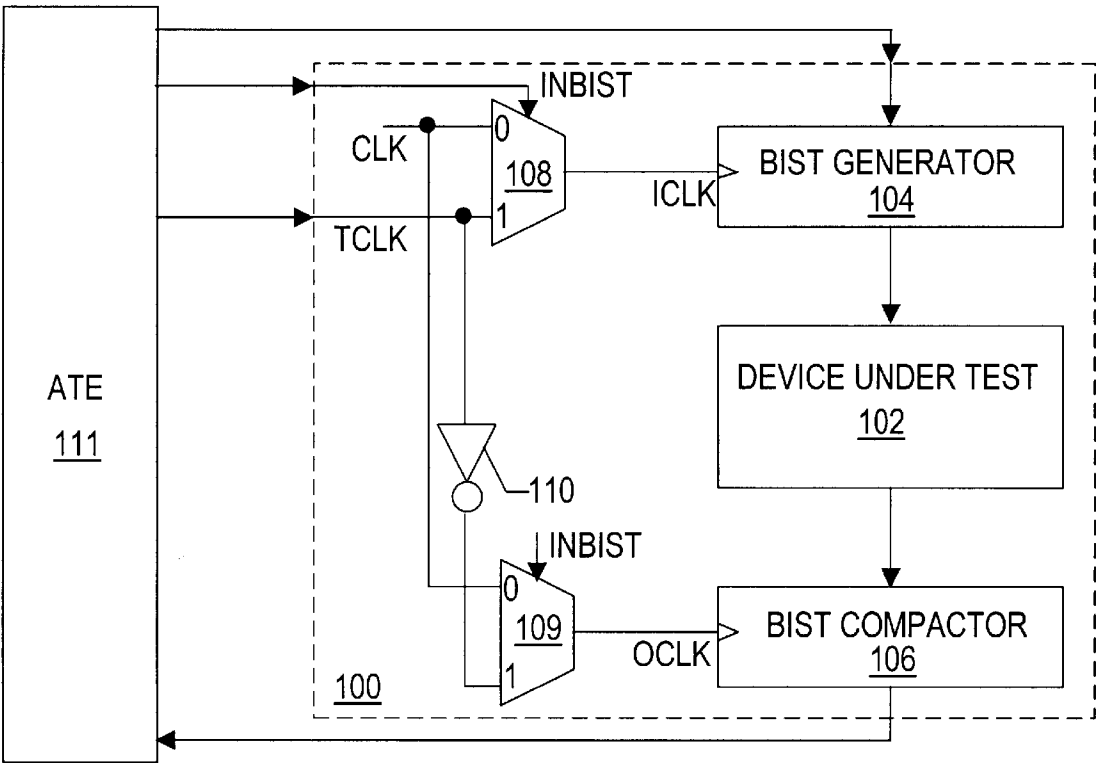 INBIST
CLK
0
108
1
TCLK
ICLK
BIST GENERATOR
104
ATE
111
DEVICE UNDER TEST
102
110
INBIST
0
109
1
OCLK
BIST COMPACTOR
106
100